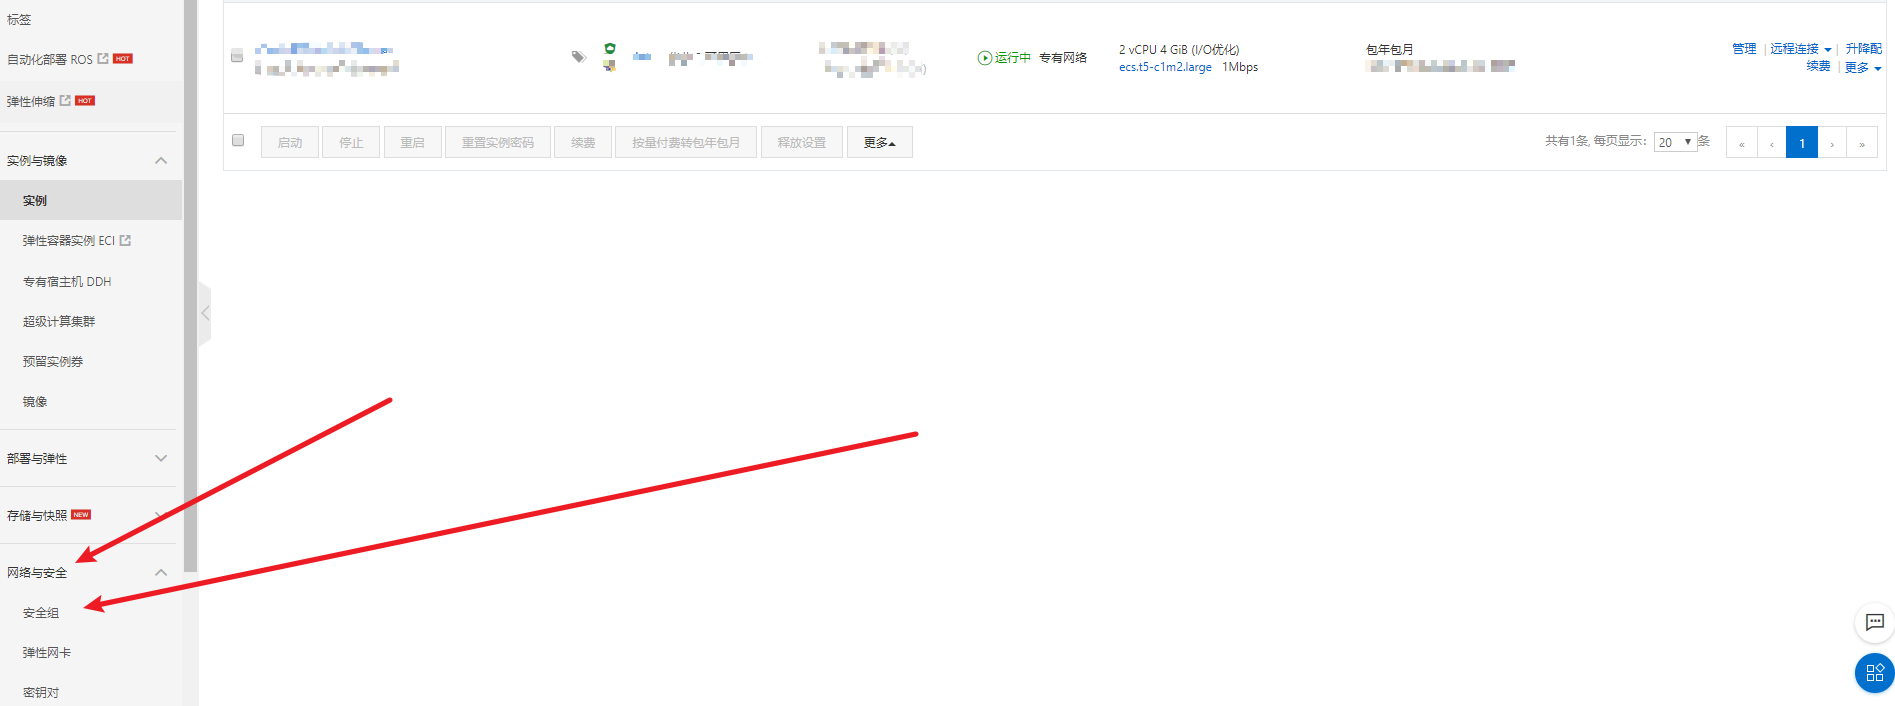 标签
自动化部署 ROS HOT
弹性伸缩 HOT
实例与镜像
实例
弹性容器实例 ECI
专有宿主机 DDH
超级计算集群
预留实例券
镜像
部署与弹性
存储与快照 NEW
网络与安全
安全组
弹性网卡
密钥对
运行中 专有网络
2 vCPU 4 GiB (I/O优化)
ecs.t5-c1m2.large 1Mbps
包年包月
管理 | 远程连接 | 升降配
续费 | 更多
启动 停止 重启 重置实例密码 续费 按量付费转包年包月 释放设置 更多
共有1条, 每页显示: 20 条 « ‹ 1 › »